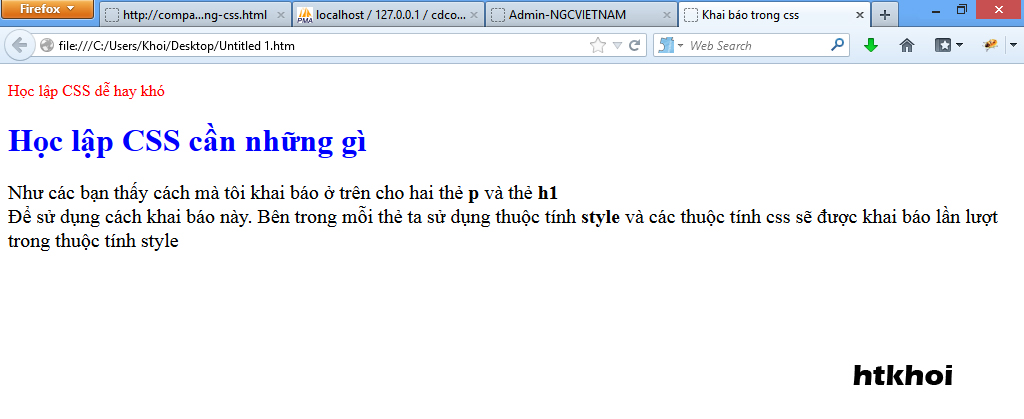 Firefox
http://compa...ng-css.html
localhost / 127.0.0.1 / cdco...
Admin-NGCVIETNAM
Khai báo trong css
file:///C:/Users/Khoi/Desktop/Untitled 1.htm
Web Search
Học lập CSS dễ hay khó
Học lập CSS cần những gì
Như các bạn thấy cách mà tôi khai báo ở trên cho hai thẻ p và thẻ h1
Để sử dụng cách khai báo này. Bên trong mỗi thẻ ta sử dụng thuộc tính style và các thuộc tính css sẽ được khai báo lần lượt
trong thuộc tính style
htkhoi